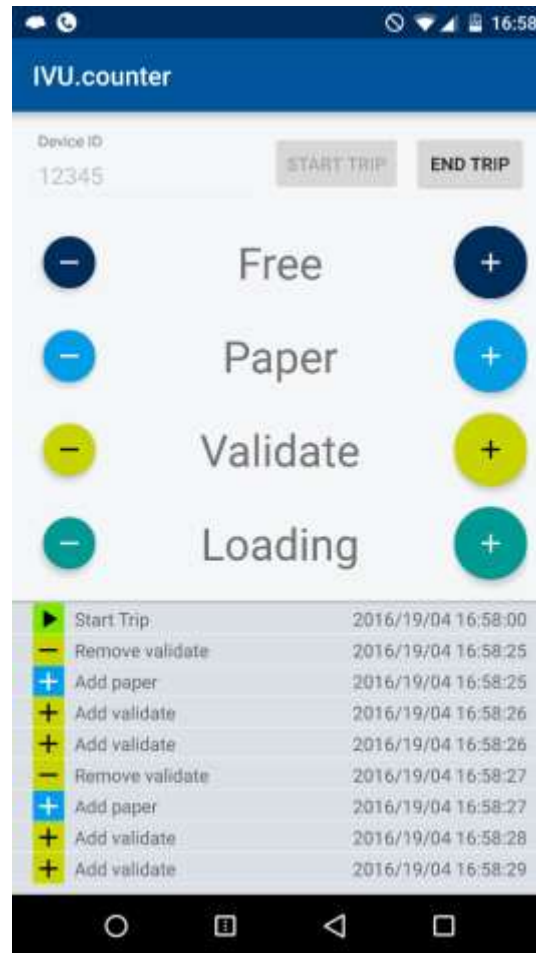 16:58
IVU.counter
Device ID
12345 START TRIP END TRIP
− Free +
− Paper +
− Validate +
− Loading +
Start Trip 2016/19/04 16:58:00
− Remove validate 2016/19/04 16:58:25
+ Add paper 2016/19/04 16:58:25
+ Add validate 2016/19/04 16:58:26
+ Add validate 2016/19/04 16:58:26
− Remove validate 2016/19/04 16:58:27
+ Add paper 2016/19/04 16:58:27
+ Add validate 2016/19/04 16:58:28
+ Add validate 2016/19/04 16:58:29